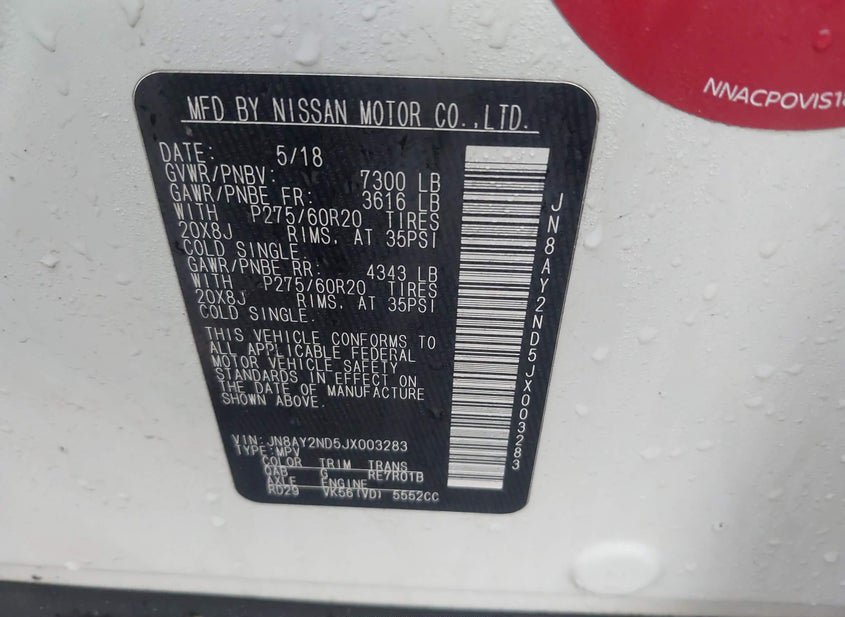 NNACPOVIS18
MFD BY NISSAN MOTOR CO.,LTD.
DATE: 5/18
GVWR/PNBV: 7300 LB
GAWR/PNBE FR: 3616 LB
WITH P275/60R20 TIRES
20X8J RIMS. AT 35PSI
COLD SINGLE.
GAWR/PNBE RR: 4343 LB
WITH P275/60R20 TIRES
20X8J RIMS. AT 35PSI
COLD SINGLE.
THIS VEHICLE CONFORMS TO
ALL APPLICABLE FEDERAL
MOTOR VEHICLE SAFETY
STANDARDS IN EFFECT ON
THE DATE OF MANUFACTURE
SHOWN ABOVE.
VIN: JN8AY2ND5JX003283
TYPE: MPV
COLOR TRIM TRANS
QAB G RE7R01B
AXLE ENGINE
RD29 VK56(VD) 5552CC
JN8AY2ND5JX003283